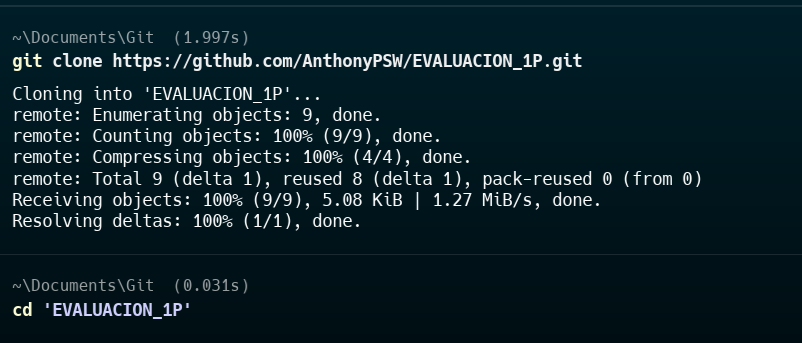 ~\Documents\Git (1.997s)
git clone https://github.com/AnthonyPSW/EVALUACION_1P.git
Cloning into 'EVALUACION_1P'...
remote: Enumerating objects: 9, done.
remote: Counting objects: 100% (9/9), done.
remote: Compressing objects: 100% (4/4), done.
remote: Total 9 (delta 1), reused 8 (delta 1), pack-reused 0 (from 0)
Receiving objects: 100% (9/9), 5.08 KiB | 1.27 MiB/s, done.
Resolving deltas: 100% (1/1), done.
~\Documents\Git (0.031s)
cd 'EVALUACION_1P'